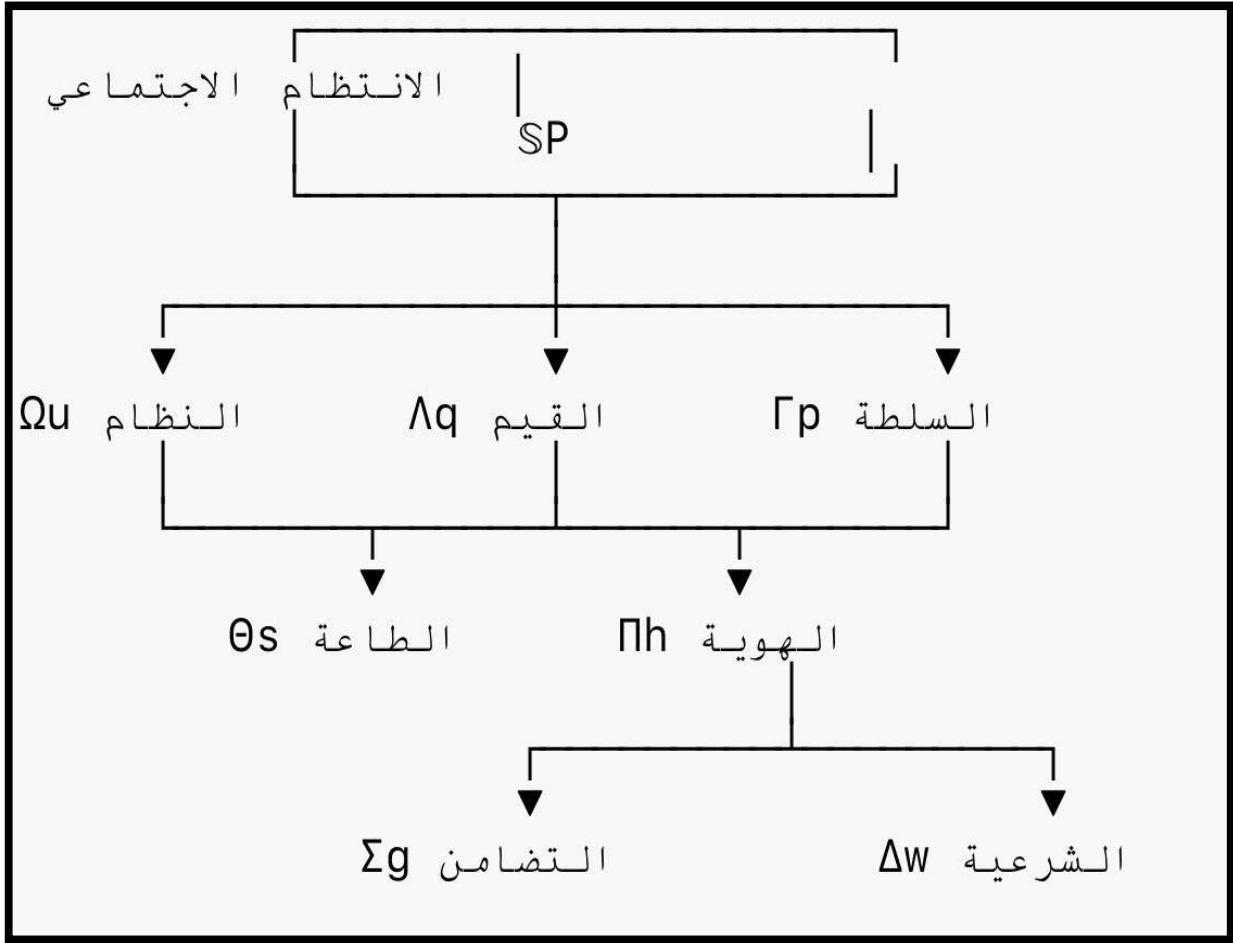 الانتظام الاجتماعي
𝕊P
Ωu النظام
Λq القيم
Γp السلطة
Θs الطاعة
Πh الهوية
Σg التضامن
Δw الشرعية